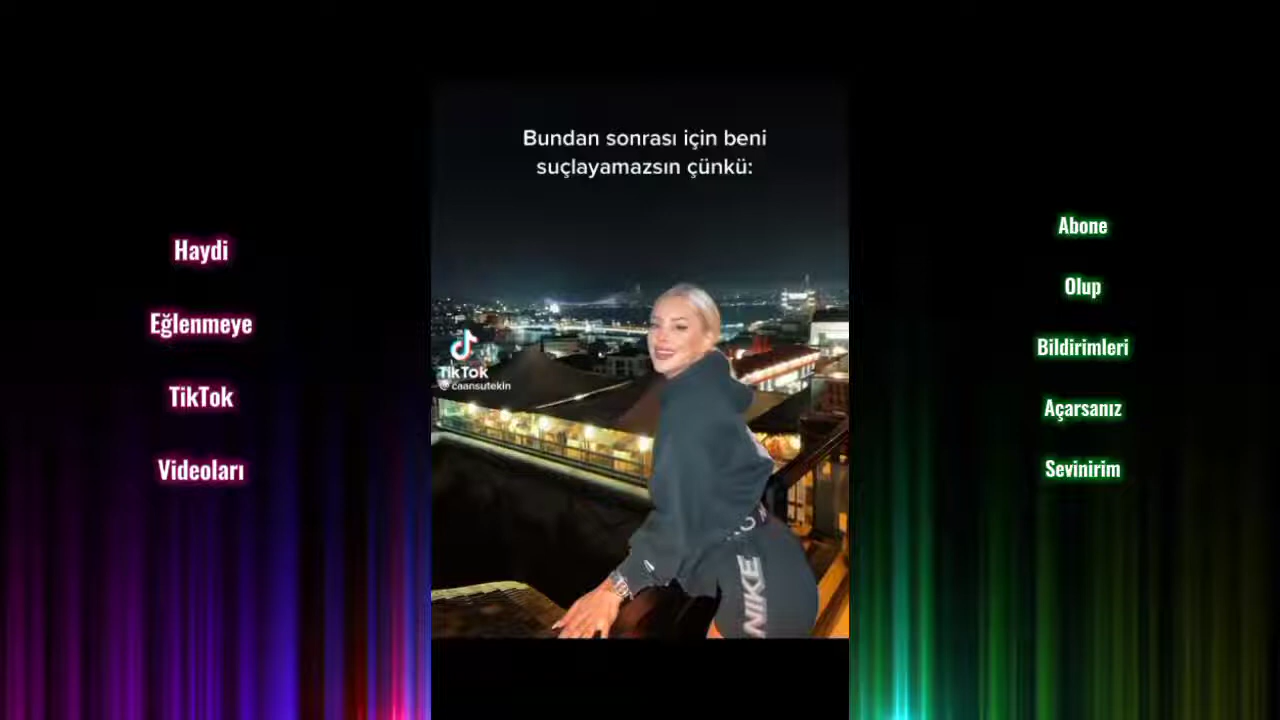 Bundan sonrası için beni
suçlayamazsın çünkü:
Haydi
Eğlenmeye
TikTok
Videoları
Abone
Olup
Bildirimleri
Açarsanız
Sevinirim
TikTok
@ caansutekin
NIKE